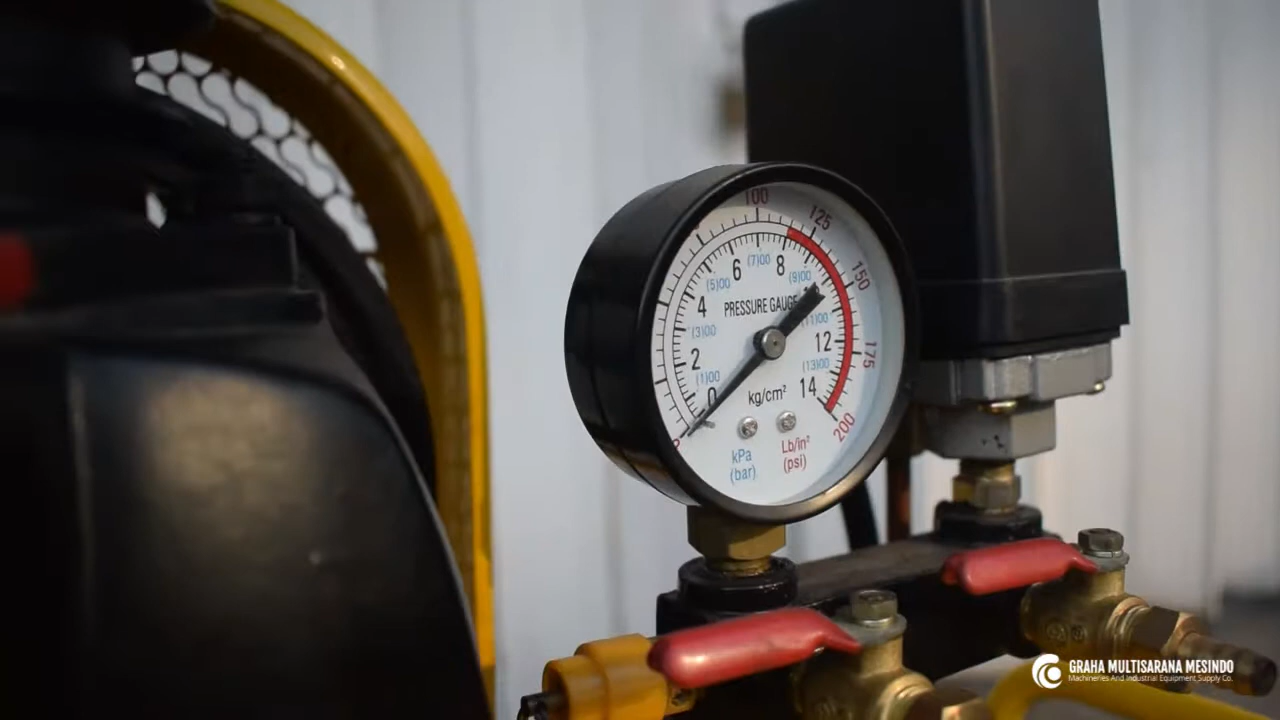 100
125
150
175
200
0
2
4
6
8
12
14
(1)00
(3)00
(5)00
(7)00
(9)00
(11)00
(13)00
PRESSURE GAUGE
kg/cm²
kPa
(bar)
Lb/in²
(psi)
GRAHA MULTISARANA MESINDO
Machineries And Industrial Equipment Supply Co.